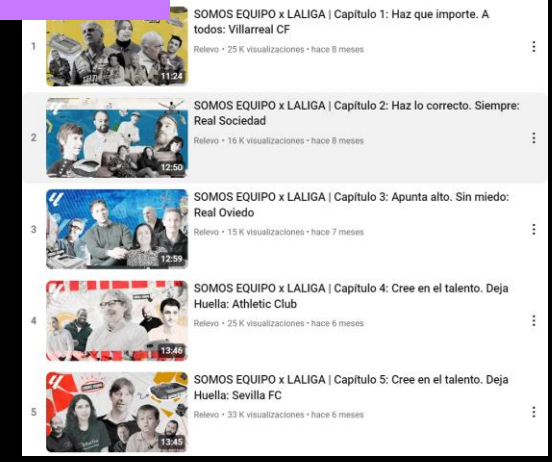 SOMOS EQUIPO x LALIGA | Capítulo 1: Haz que importe. A
todos: Villarreal CF
1
Relevo • 25 K visualizaciones • hace 8 meses
11:24
SOMOS EQUIPO x LALIGA | Capítulo 2: Haz lo correcto. Siempre:
Real Sociedad
2
Relevo • 16 K visualizaciones • hace 8 meses
12:50
SOMOS EQUIPO x LALIGA | Capítulo 3: Apunta alto. Sin miedo:
Real Oviedo
3
Relevo • 15 K visualizaciones • hace 7 meses
12:59
SOMOS EQUIPO x LALIGA | Capítulo 4: Cree en el talento. Deja
Huella: Athletic Club
4
Relevo • 25 K visualizaciones • hace 6 meses
13:46
SOMOS EQUIPO x LALIGA | Capítulo 5: Cree en el talento. Deja
Huella: Sevilla FC
5
Relevo • 33 K visualizaciones • hace 6 meses
13:45